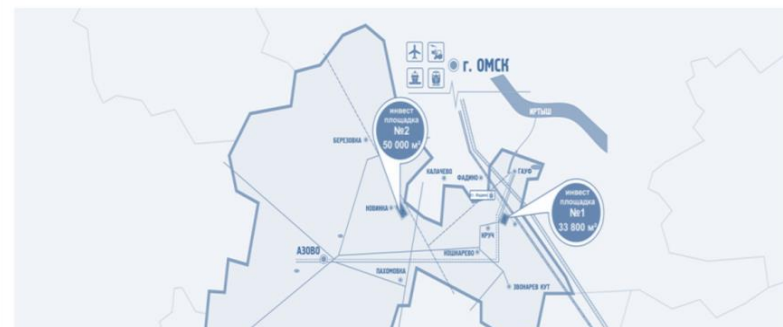 г. ОМСК
ИРТЫШ
ИНВЕСТ
ПЛОЩАДКА
№2
50 000 м²
БЕРЕЗОВКА
КАЛАЧЕВО
ФАДИНО
ГАУФ
НОВИНКА
ИНВЕСТ
ПЛОЩАДКА
№1
33 800 м²
КРУЧ
АЗОВО
КОШКАРЕВО
ПАХОМОВКА
ЗВОНАРЕВ КУТ